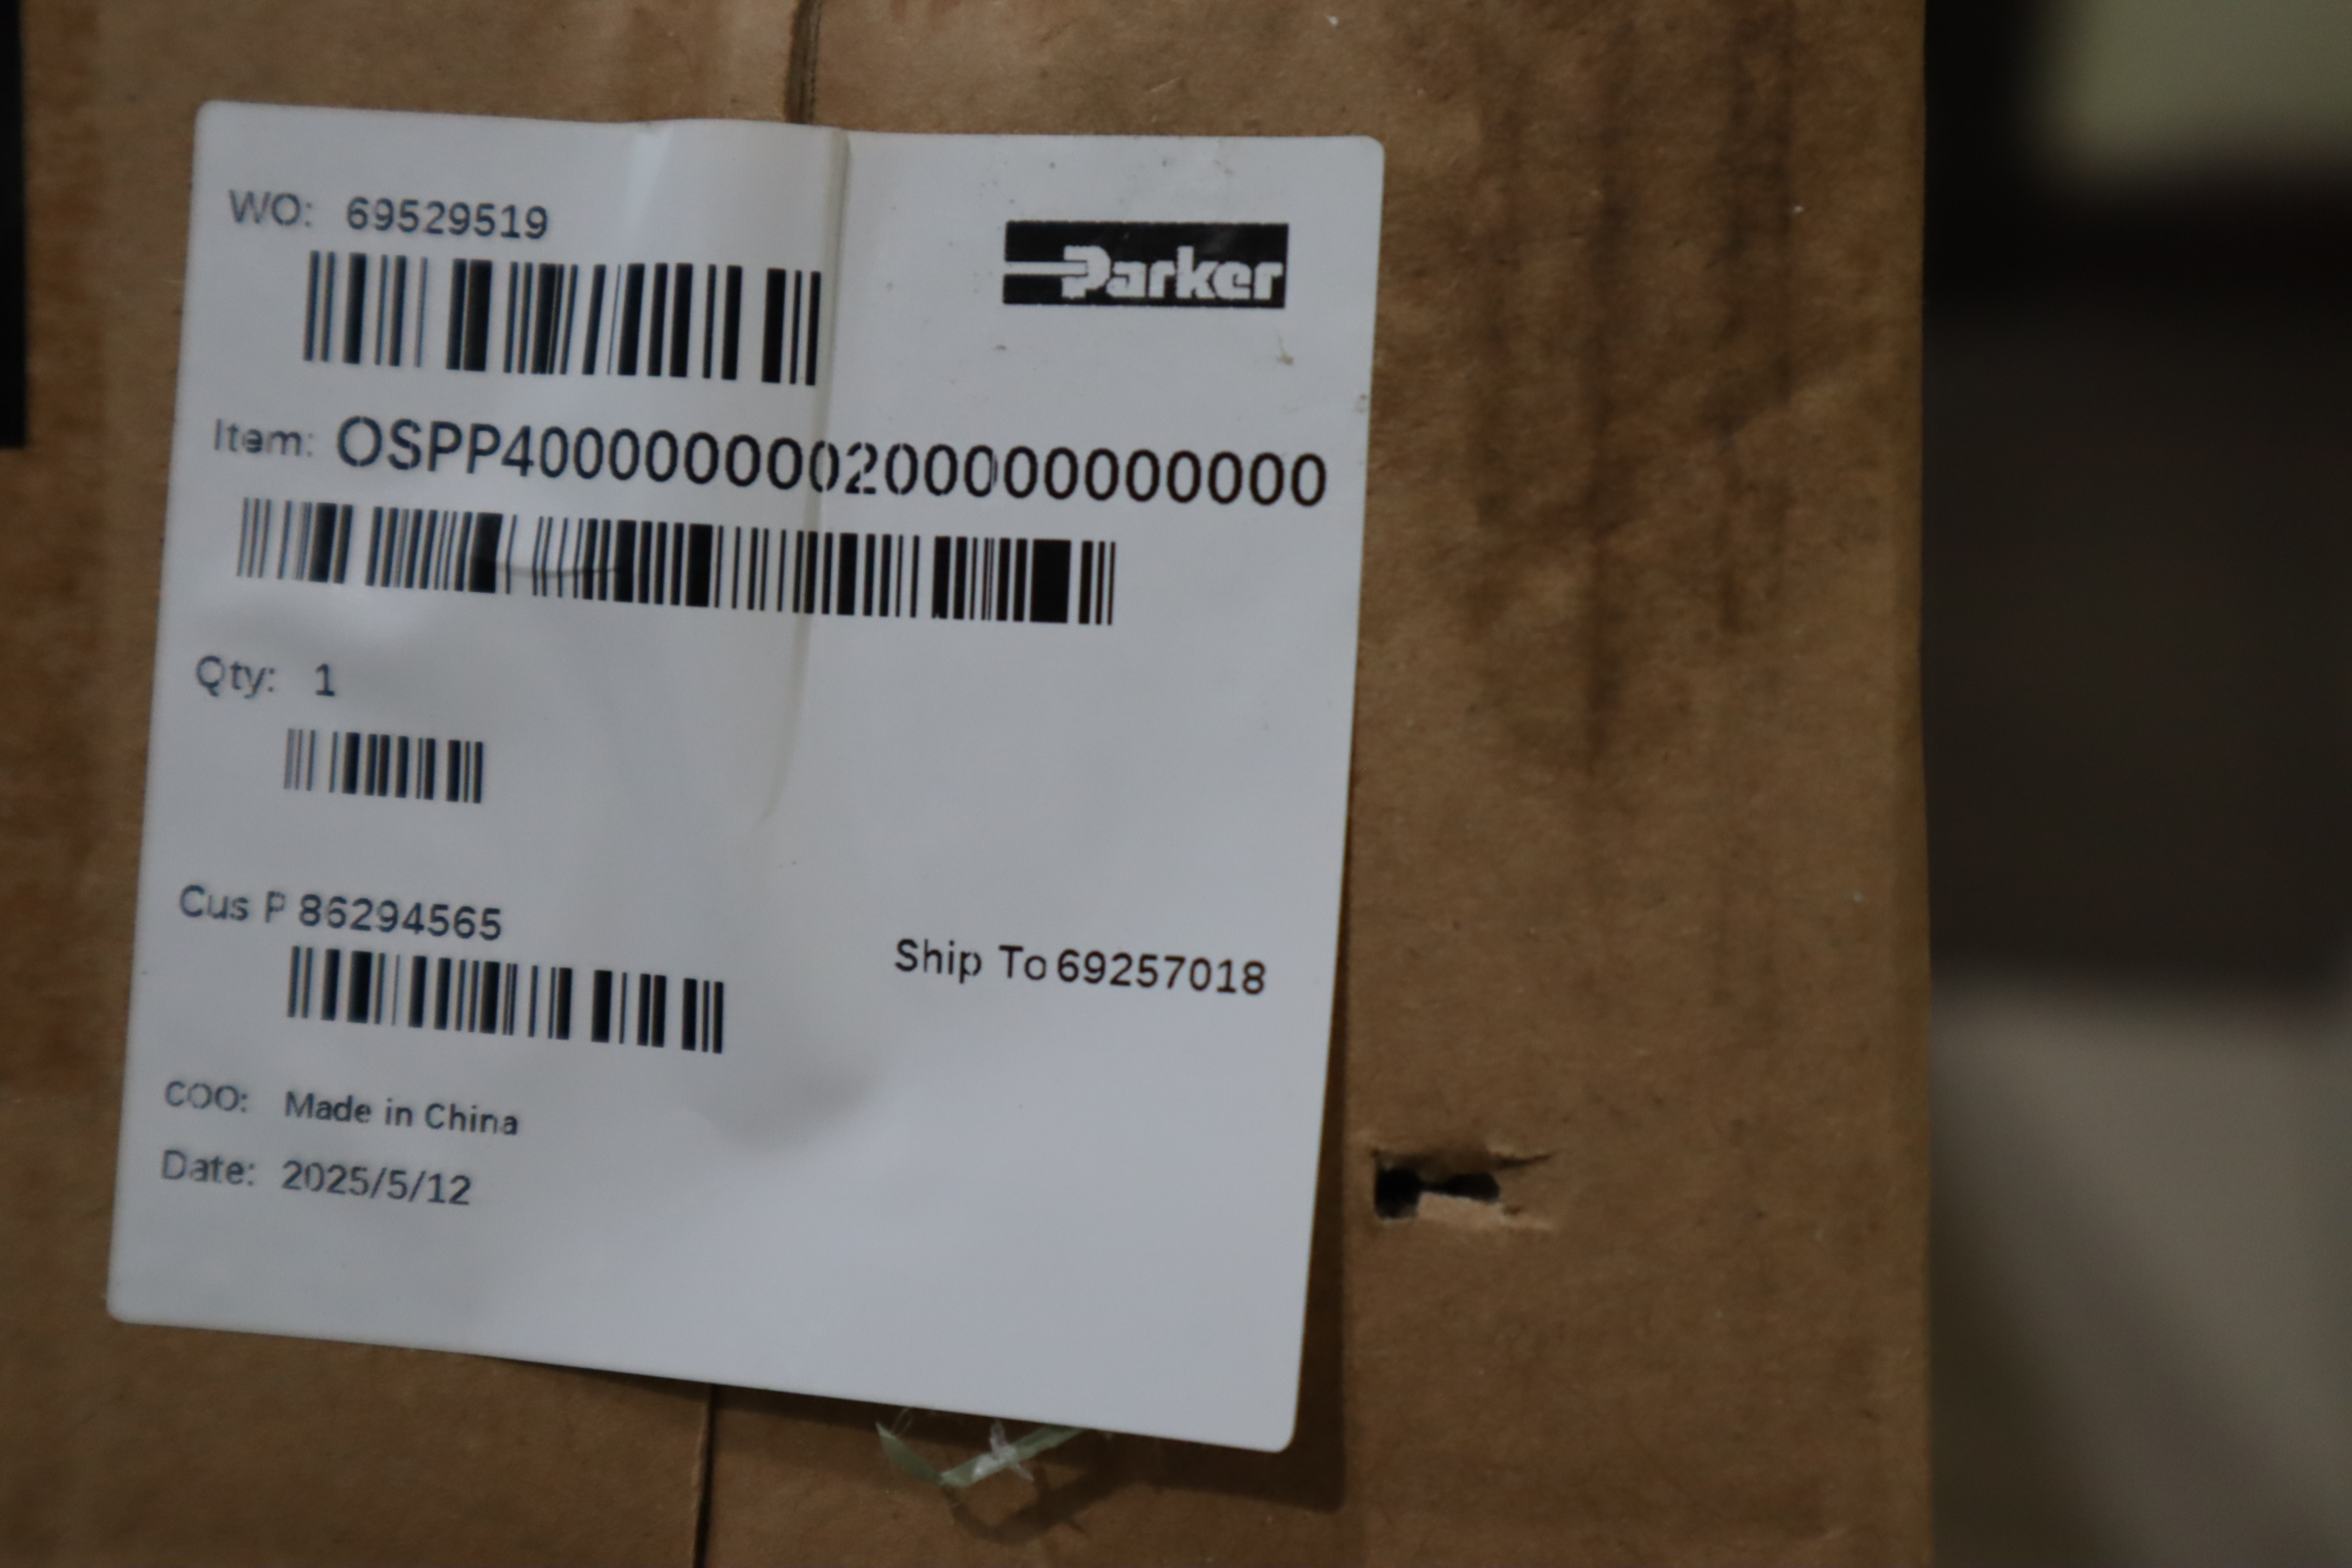 WO: 69529519
Parker
Item: OSPP400000000200000000000
Qty: 1
Cus P 86294565
Ship To 69257018
COO: Made in China
Date: 2025/5/12